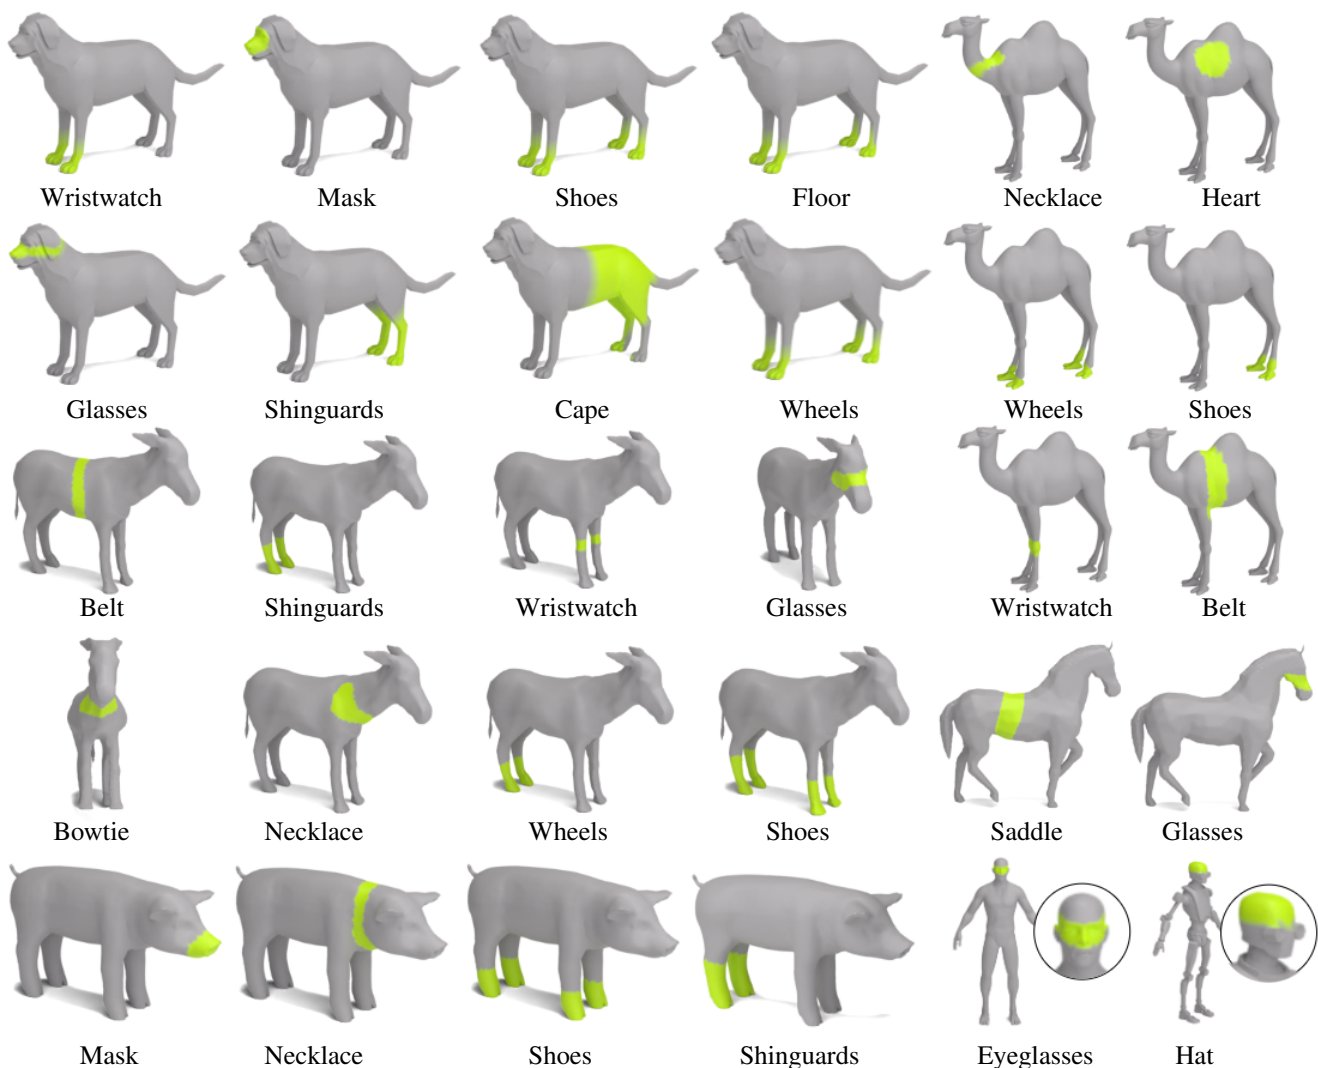 Wristwatch Mask Shoes Floor Necklace Heart
Glasses Shinguards Cape Wheels Wheels Shoes
Belt Shinguards Wristwatch Glasses Wristwatch Belt
Bowtie Necklace Wheels Shoes Saddle Glasses
Mask Necklace Shoes Shinguards Eyeglasses Hat